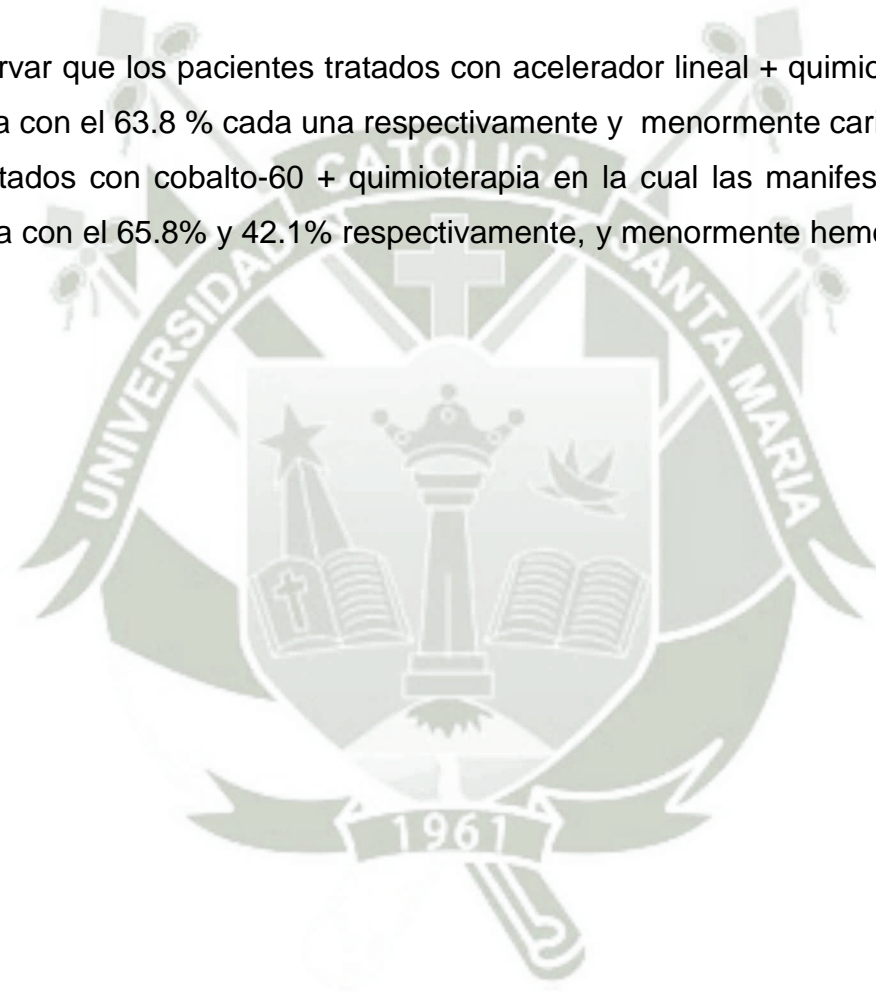 rvar que los pacientes tratados con acelerador lineal + quimio
a con el 63.8 % cada una respectivamente y menormente cari
tados con cobalto-60 + quimioterapia en la cual las manifes
a con el 65.8% y 42.1% respectivamente, y menormente hem
UNIVERSIDAD CATOLICA SANTA MARIA
1961